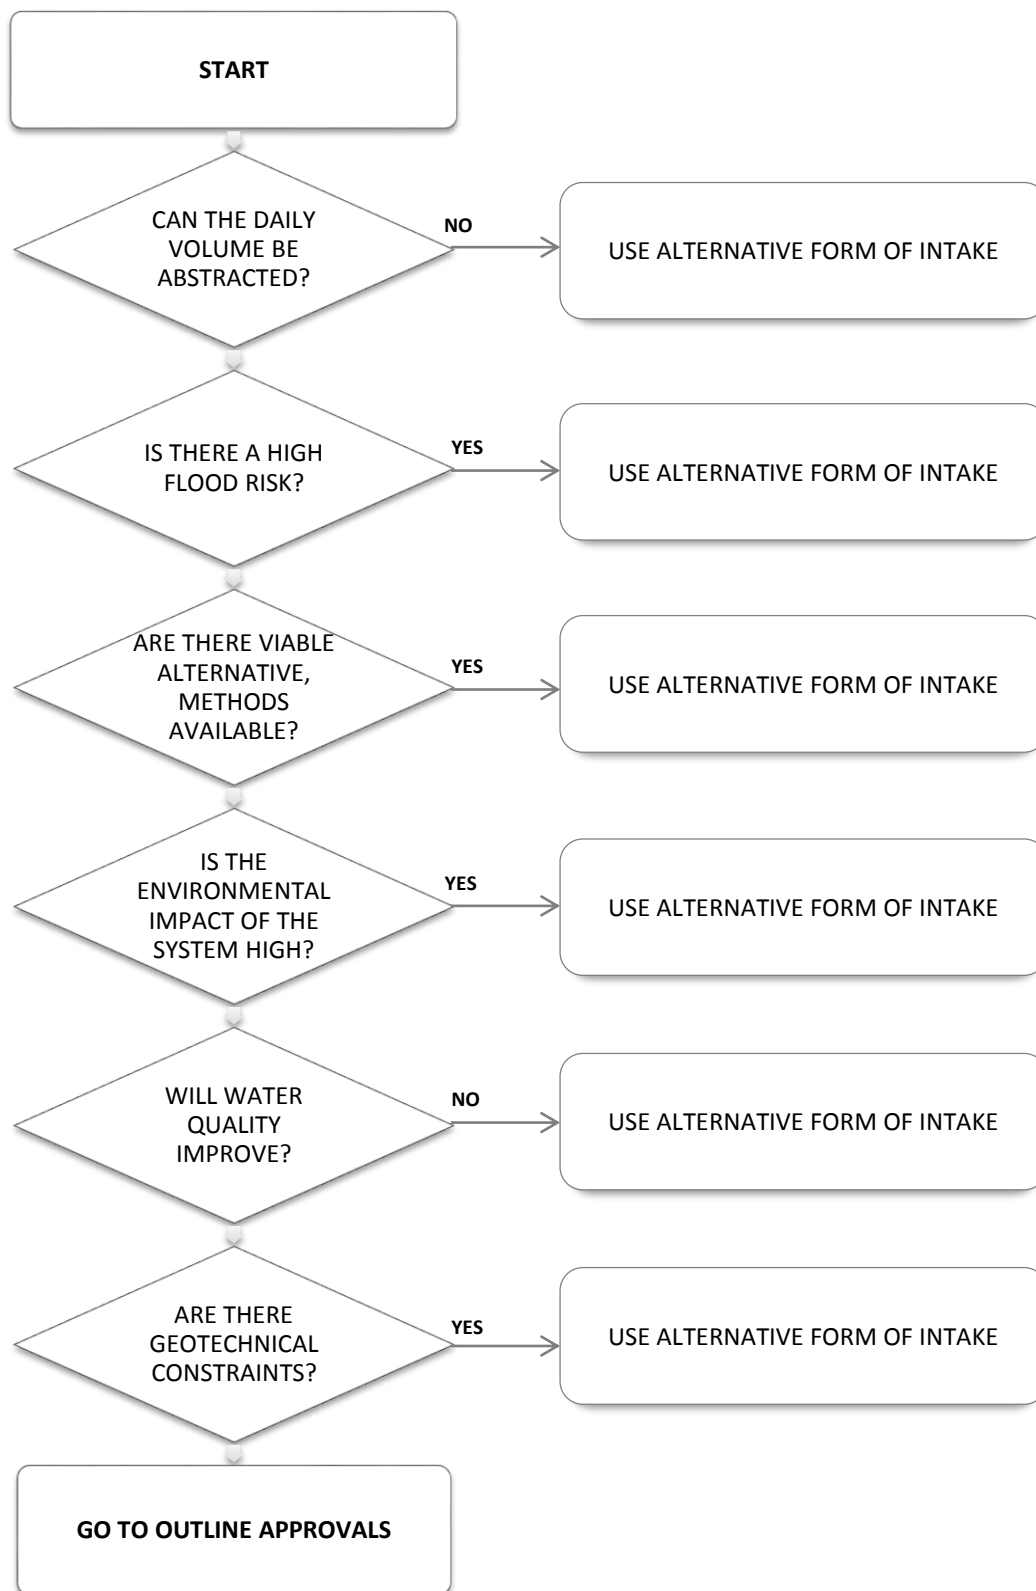 START
CAN THE DAILY
VOLUME BE
ABSTRACTED?
NO
USE ALTERNATIVE FORM OF INTAKE
IS THERE A HIGH
FLOOD RISK?
YES
USE ALTERNATIVE FORM OF INTAKE
ARE THERE VIABLE
ALTERNATIVE,
METHODS
AVAILABLE?
YES
USE ALTERNATIVE FORM OF INTAKE
IS THE
ENVIRONMENTAL
IMPACT OF THE
SYSTEM HIGH?
YES
USE ALTERNATIVE FORM OF INTAKE
WILL WATER
QUALITY
IMPROVE?
NO
USE ALTERNATIVE FORM OF INTAKE
ARE THERE
GEOTECHNICAL
CONSTRAINTS?
YES
USE ALTERNATIVE FORM OF INTAKE
GO TO OUTLINE APPROVALS